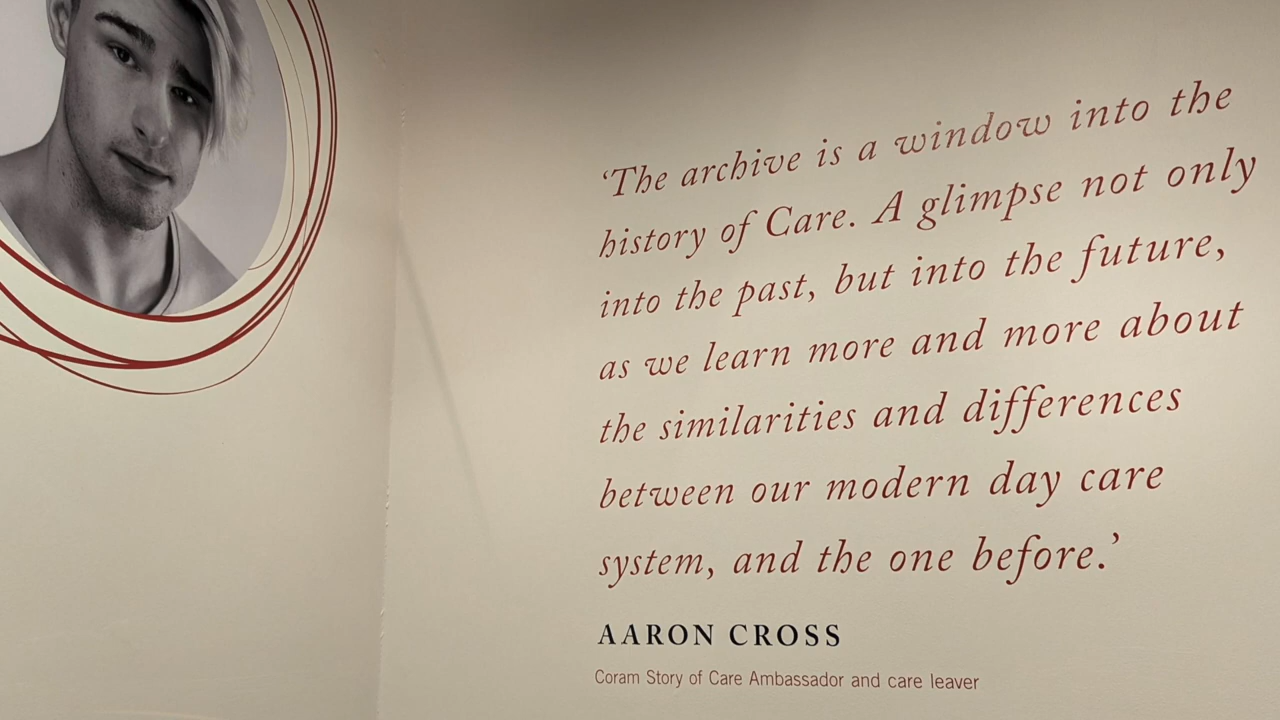 ‘The archive is a window into the
history of Care. A glimpse not only
into the past, but into the future,
as we learn more and more about
the similarities and differences
between our modern day care
system, and the one before.’
AARON CROSS
Coram Story of Care Ambassador and care leaver